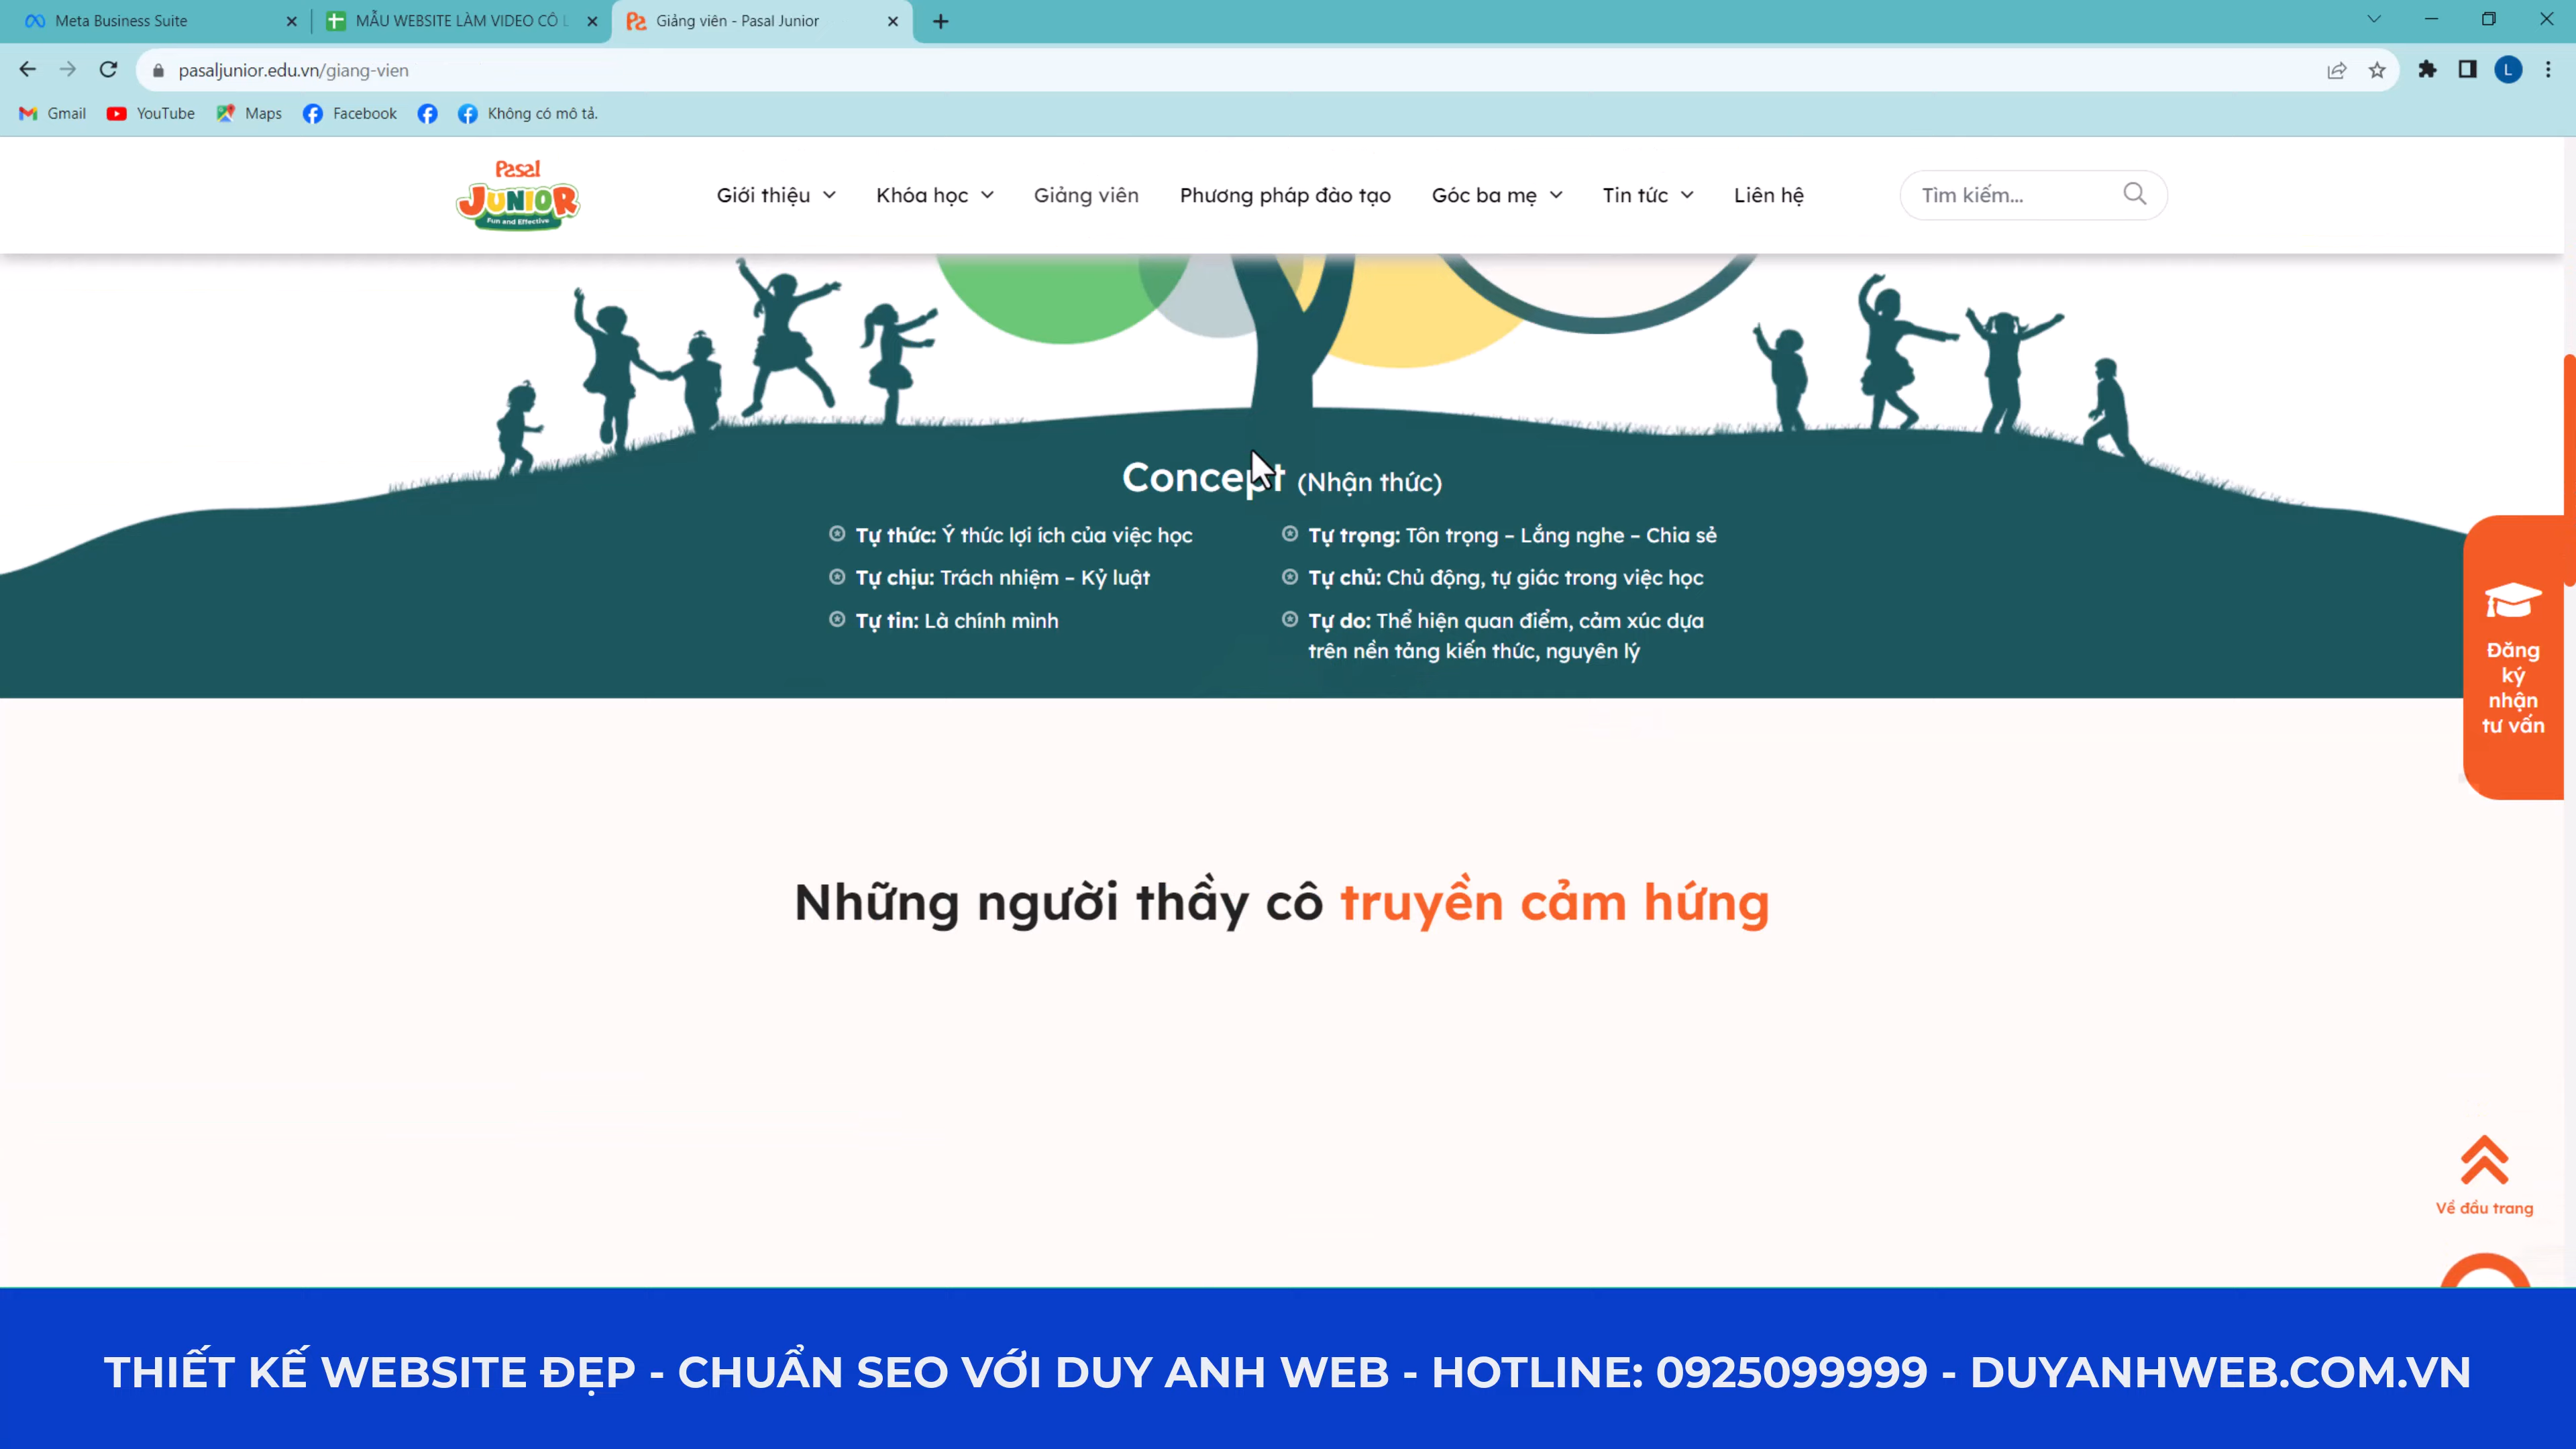 Meta Business Suite
MẪU WEBSITE LÀM VIDEO CÓ L
Giảng viên - Pasal Junior
pasaljunior.edu.vn/giang-vien
L
Gmail
YouTube
Maps
Facebook
Không có mô tả.
Pasal
JUNIOR
Fun and Effective
Giới thiệu
Khóa học
Giảng viên
Phương pháp đào tạo
Góc ba mẹ
Tin tức
Liên hệ
Tìm kiếm...
Concept (Nhận thức)
Tự thức: Ý thức lợi ích của việc học
Tự chịu: Trách nhiệm – Kỷ luật
Tự tin: Là chính mình
Tự trọng: Tôn trọng – Lắng nghe – Chia sẻ
Tự chủ: Chủ động, tự giác trong việc học
Tự do: Thể hiện quan điểm, cảm xúc dựa
trên nền tảng kiến thức, nguyên lý
Đăng
ký
nhận
tư vấn
Những người thầy cô truyền cảm hứng
Về đầu trang
THIẾT KẾ WEBSITE ĐẸP - CHUẨN SEO VỚI DUY ANH WEB - HOTLINE: 0925099999 - DUYANHWEB.COM.VN